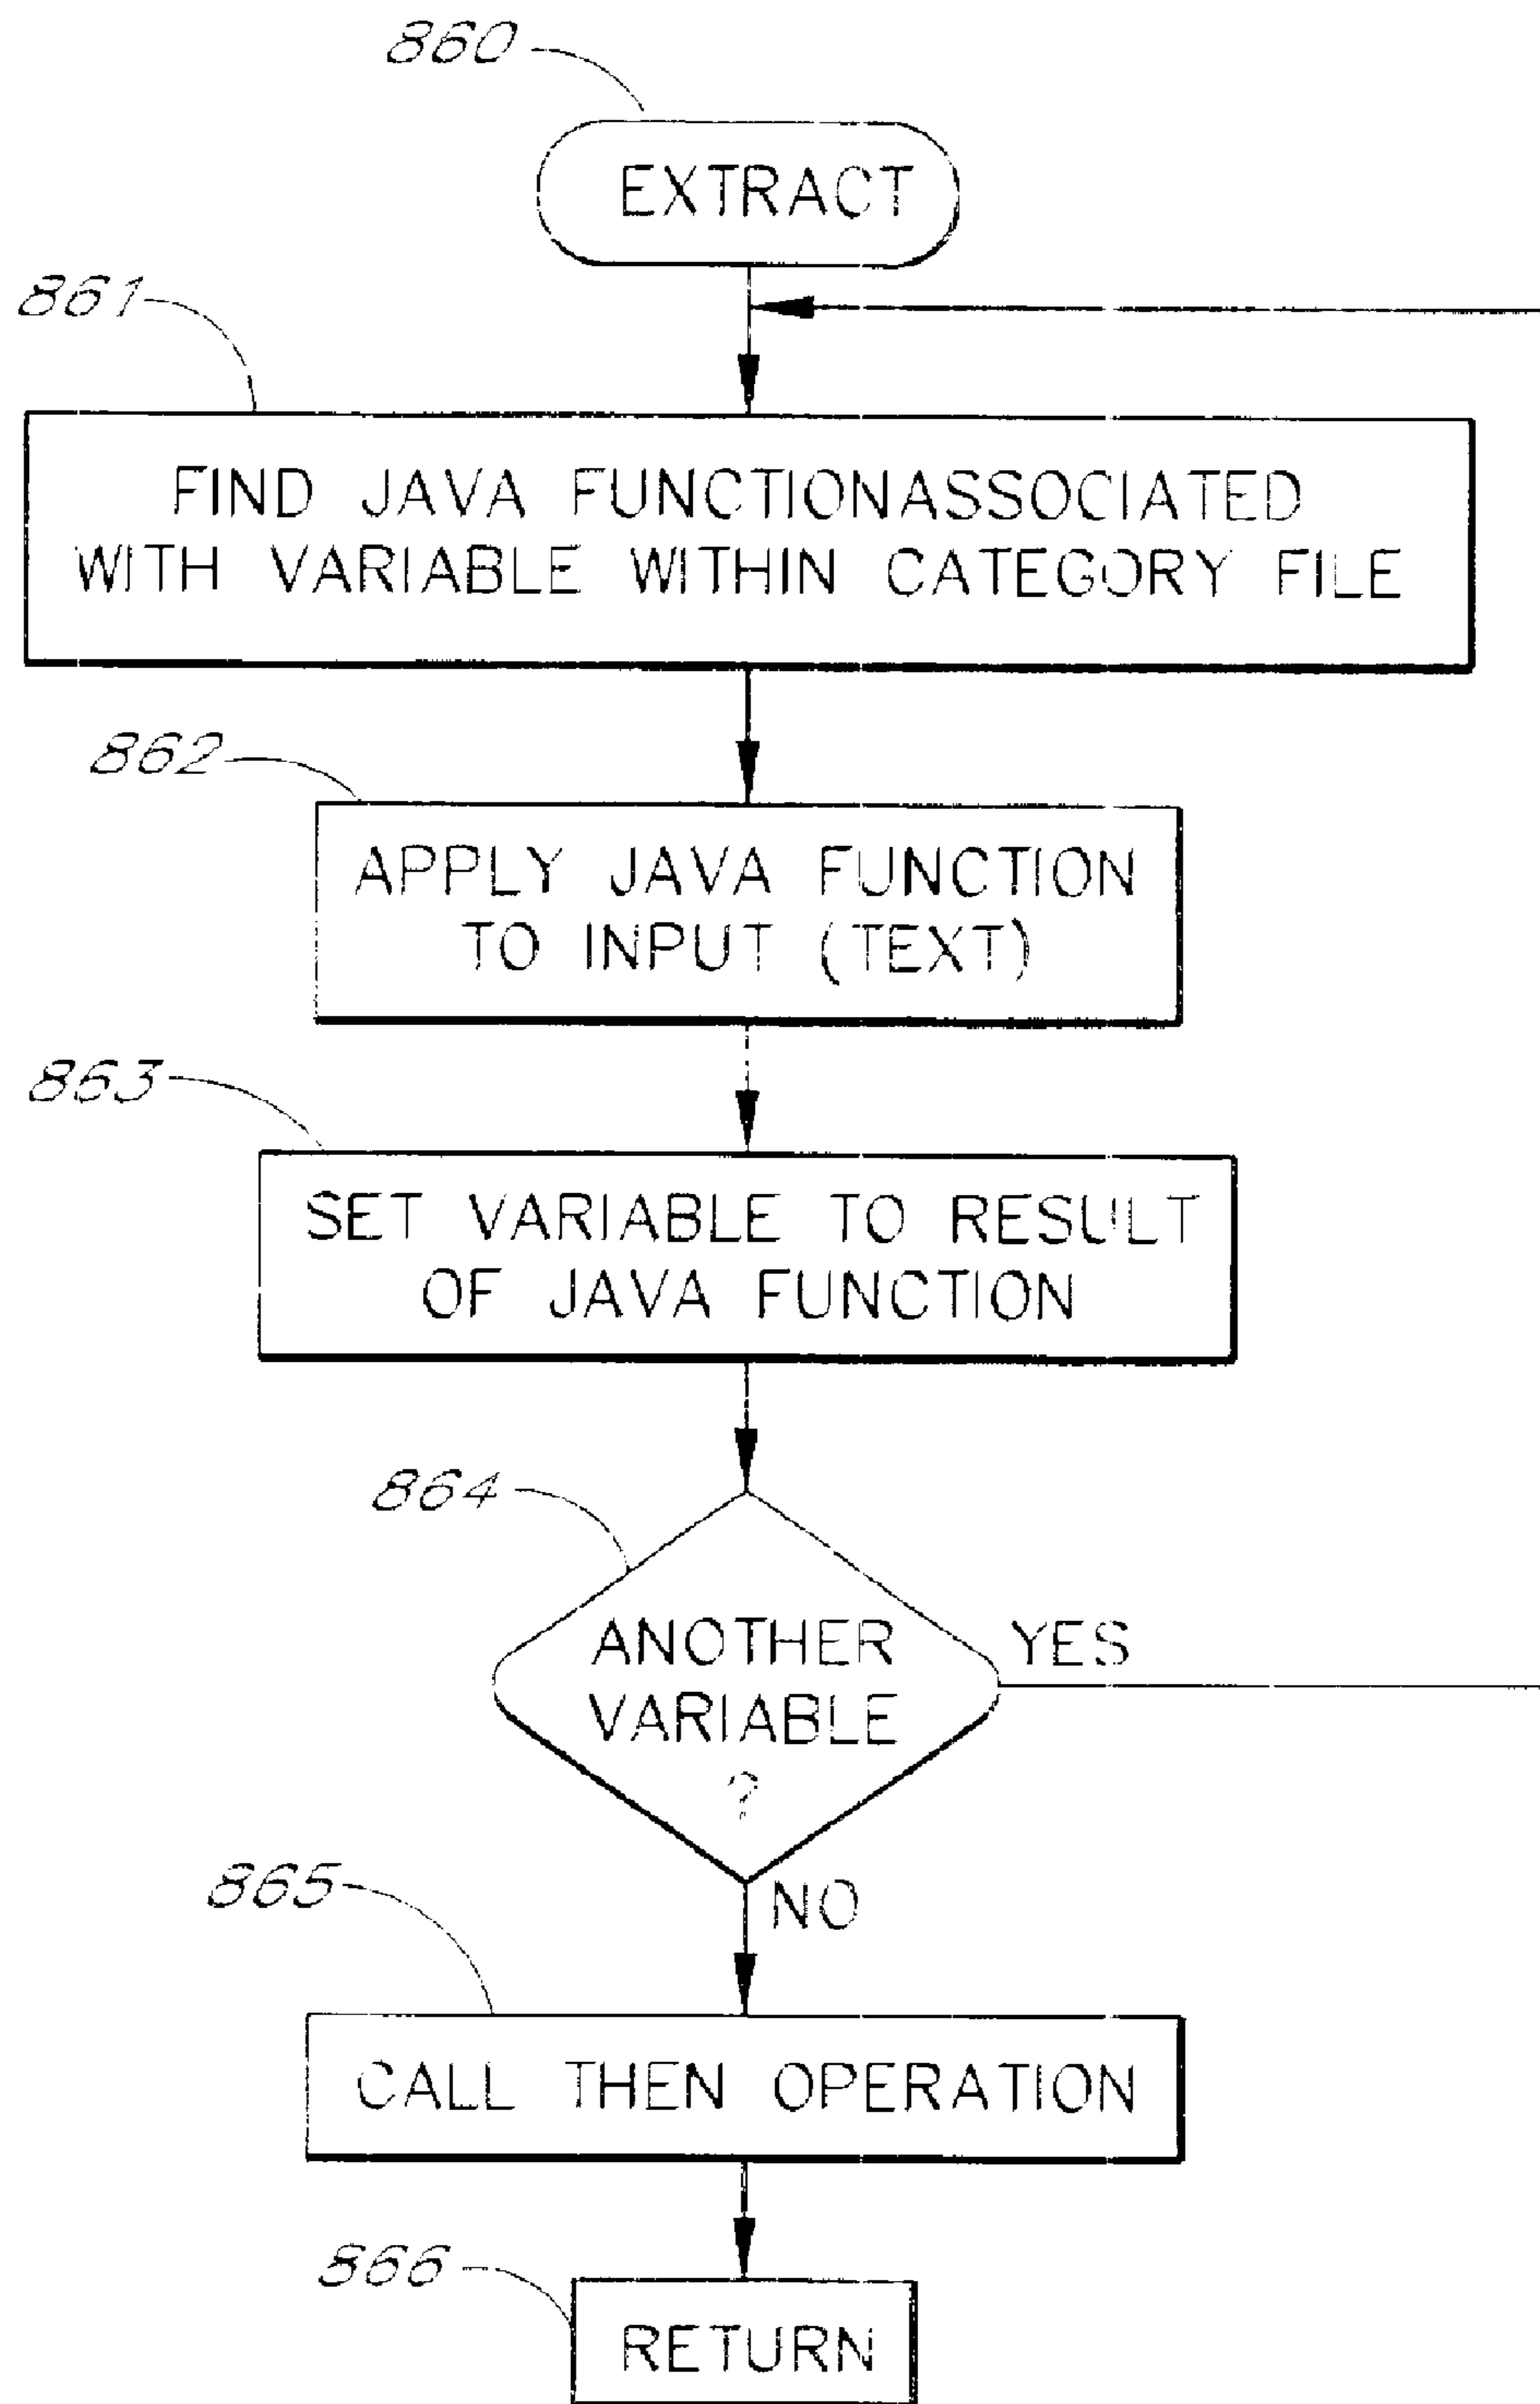 860
EXTRACT
861
FIND JAVA FUNCTIONASSOCIATED
WITH VARIABLE WITHIN CATEGORY FILE
862
APPLY JAVA FUNCTION
TO INPUT (TEXT)
863
SET VARIABLE TO RESULT
OF JAVA FUNCTION
864
ANOTHER
VARIABLE
?
YES
NO
865
CALL THEN OPERATION
866
RETURN